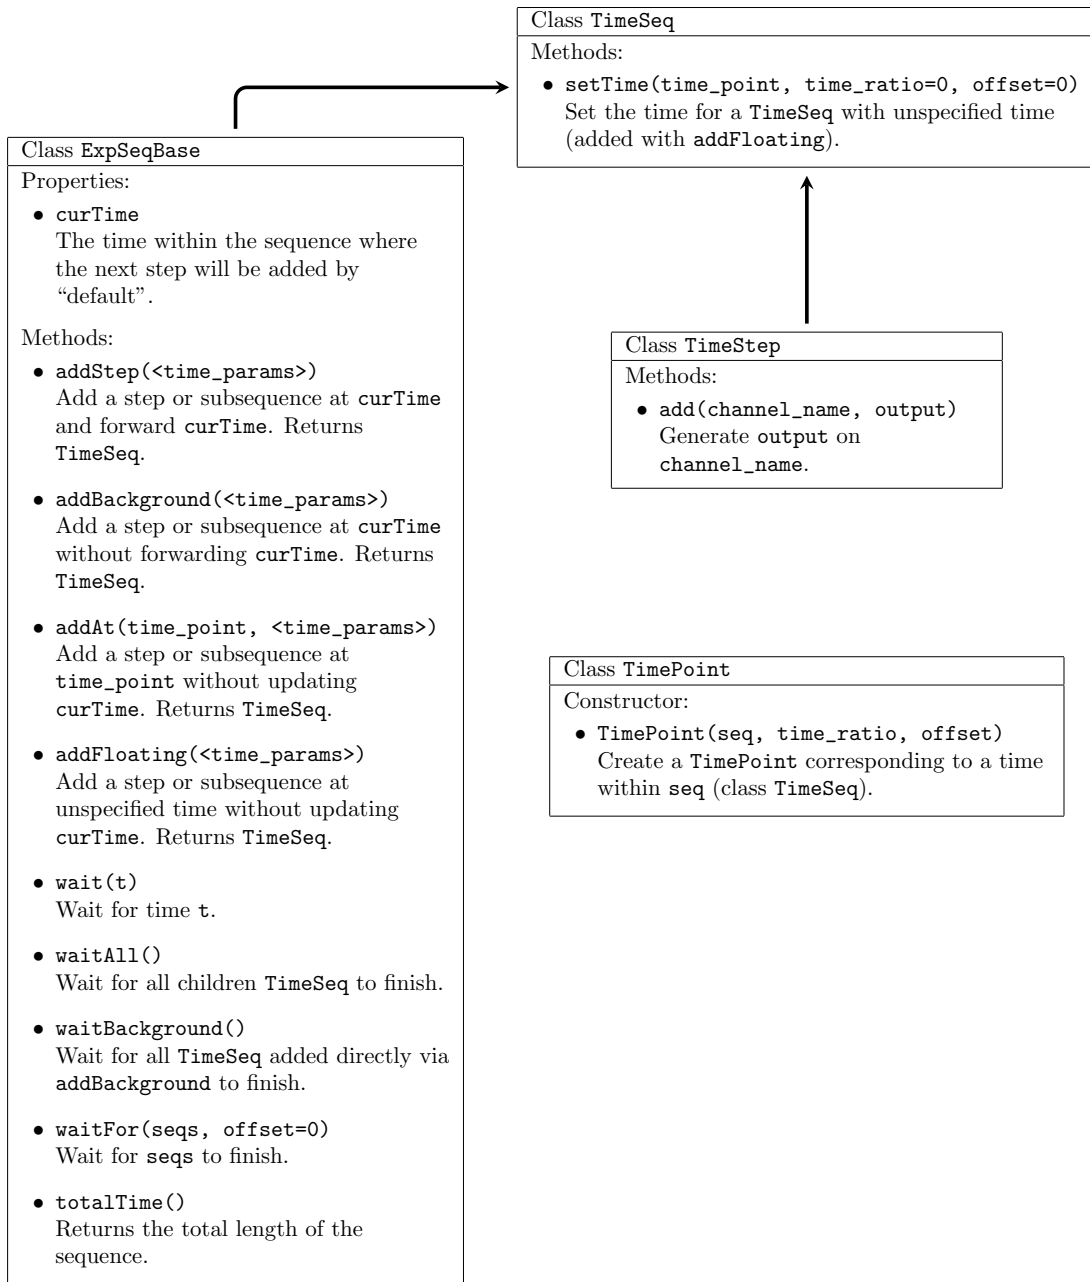 Class TimeSeq
Methods:
• setTime(time_point, time_ratio=0, offset=0)
Set the time for a TimeSeq with unspecified time
(added with addFloating).
Class ExpSeqBase
Properties:
• curTime
The time within the sequence where
the next step will be added by
“default”.
Methods:
• addStep(<time_params>)
Add a step or subsequence at curTime
and forward curTime. Returns
TimeSeq.
• addBackground(<time_params>)
Add a step or subsequence at curTime
without forwarding curTime. Returns
TimeSeq.
• addAt(time_point, <time_params>)
Add a step or subsequence at
time_point without updating
curTime. Returns TimeSeq.
• addFloating(<time_params>)
Add a step or subsequence at
unspecified time without updating
curTime. Returns TimeSeq.
• wait(t)
Wait for time t.
• waitAll()
Wait for all children TimeSeq to finish.
• waitBackground()
Wait for all TimeSeq added directly via
addBackground to finish.
• waitFor(seqs, offset=0)
Wait for seqs to finish.
• totalTime()
Returns the total length of the
sequence.
Class TimeStep
Methods:
• add(channel_name, output)
Generate output on
channel_name.
Class TimePoint
Constructor:
• TimePoint(seq, time_ratio, offset)
Create a TimePoint corresponding to a time
within seq (class TimeSeq).